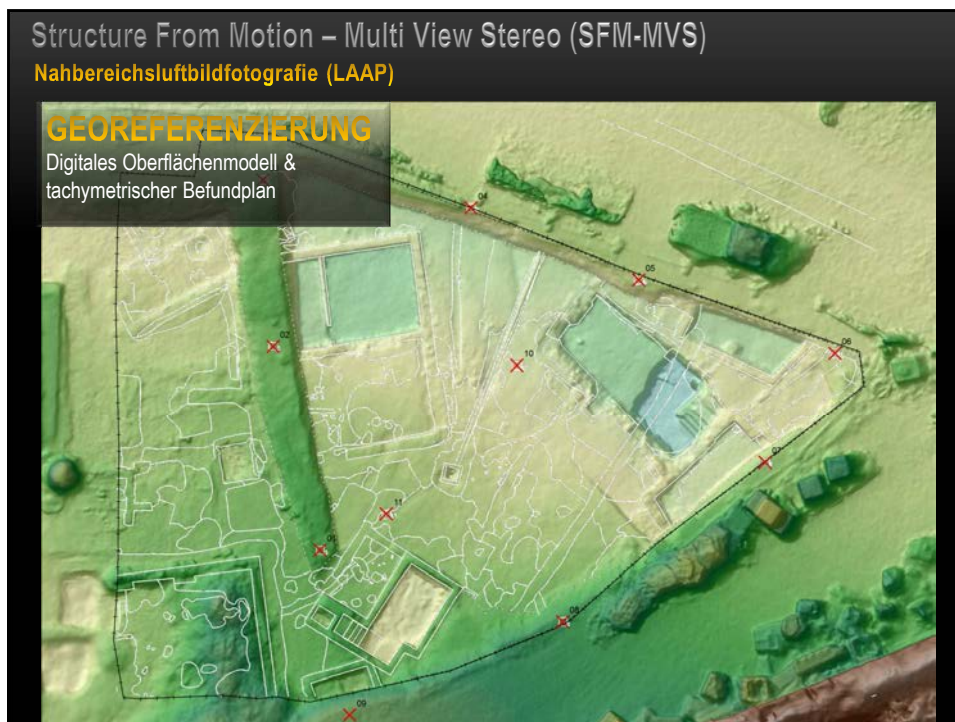 Structure From Motion – Multi View Stereo (SFM-MVS)
Nahbereichsluftbildfotografie (LAAP)
GEOREFERENZIERUNG
Digitales Oberflächenmodell &
tachymetrischer Befundplan
04
05
02
06
10
07
11
01
08
09